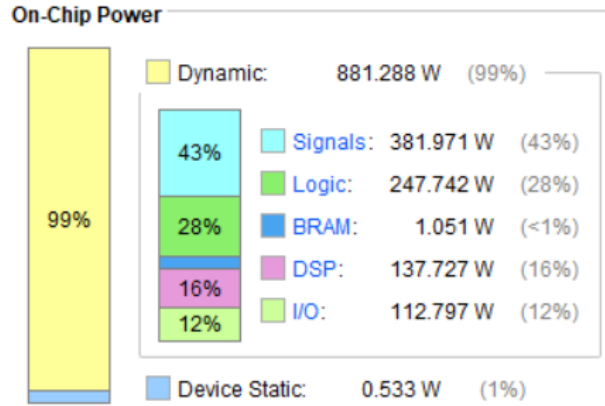 On-Chip Power
Dynamic: 881.288 W (99%)
43% Signals: 381.971 W (43%)
99% 28% Logic: 247.742 W (28%)
BRAM: 1.051 W (<1%)
16% DSP: 137.727 W (16%)
12% I/O: 112.797 W (12%)
Device Static: 0.533 W (1%)